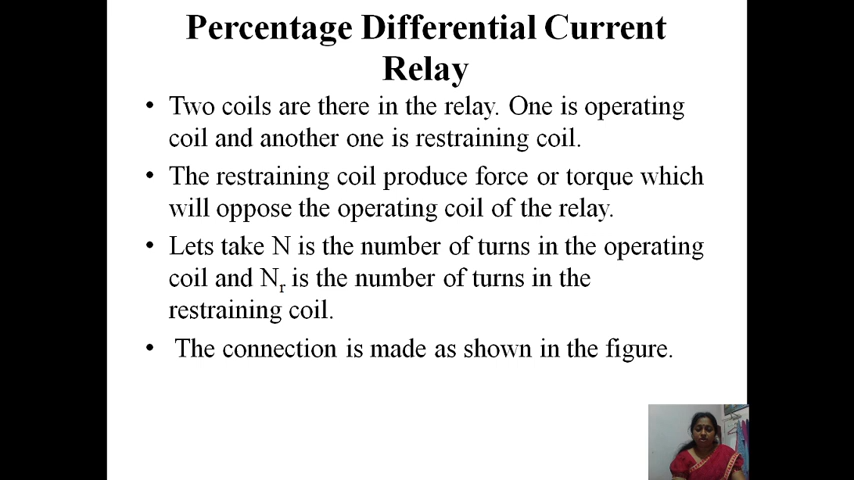 Percentage Differential Current
Relay
• Two coils are there in the relay. One is operating
coil and another one is restraining coil.
• The restraining coil produce force or torque which
will oppose the operating coil of the relay.
• Lets take N is the number of turns in the operating
coil and Nr is the number of turns in the
restraining coil.
• The connection is made as shown in the figure.